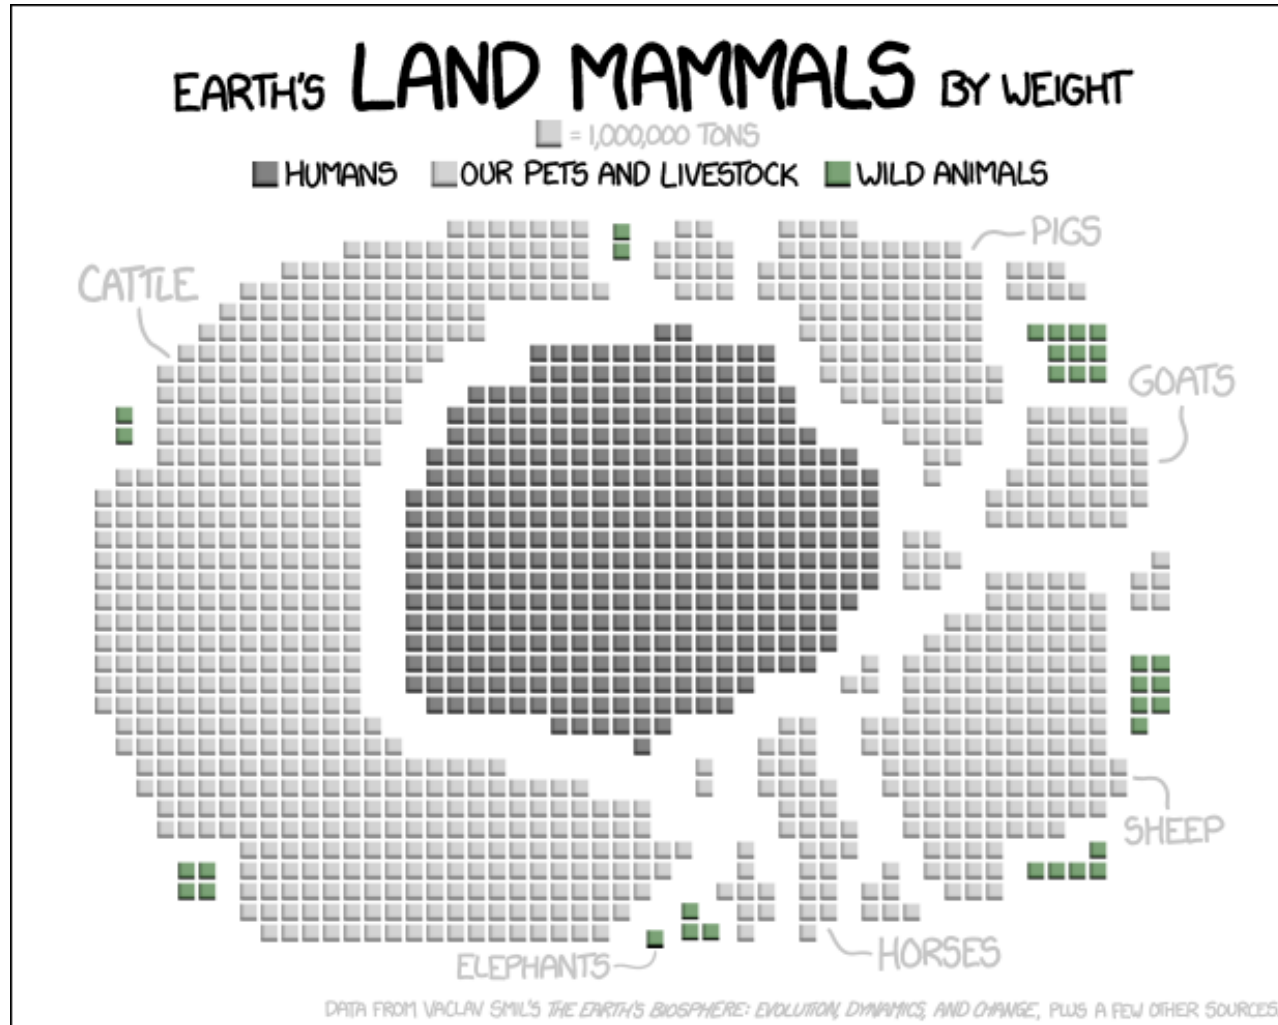 EARTH'S LAND MAMMALS BY WEIGHT
= 1,000,000 TONS
HUMANS OUR PETS AND LIVESTOCK WILD ANIMALS
PIGS
CATTLE
GOATS
SHEEP
HORSES
ELEPHANTS
DATA FROM VACLAV SMIL'S THE EARTH'S BIOSPHERE: EVOLUTION, DYNAMICS, AND CHANGE, PLUS A FEW OTHER SOURCES